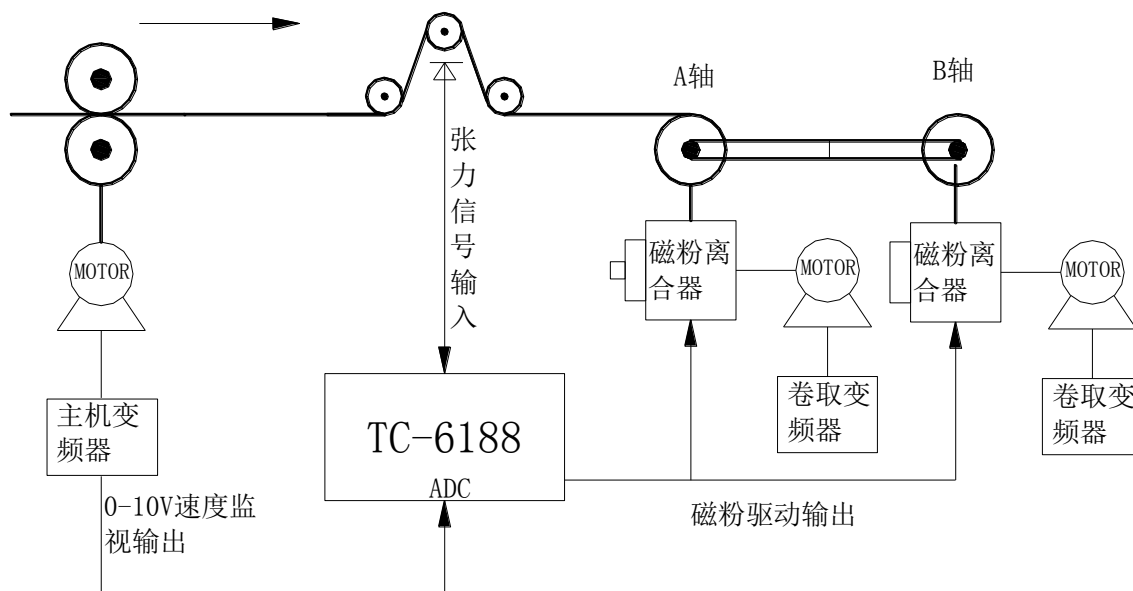 A轴
B轴
张力信号输入
MOTOR
磁粉离
合器
MOTOR
磁粉离
合器
MOTOR
主机变
频器
TC-6188
ADC
卷取变
频器
卷取变
频器
0-10V速度监
视输出
磁粉驱动输出